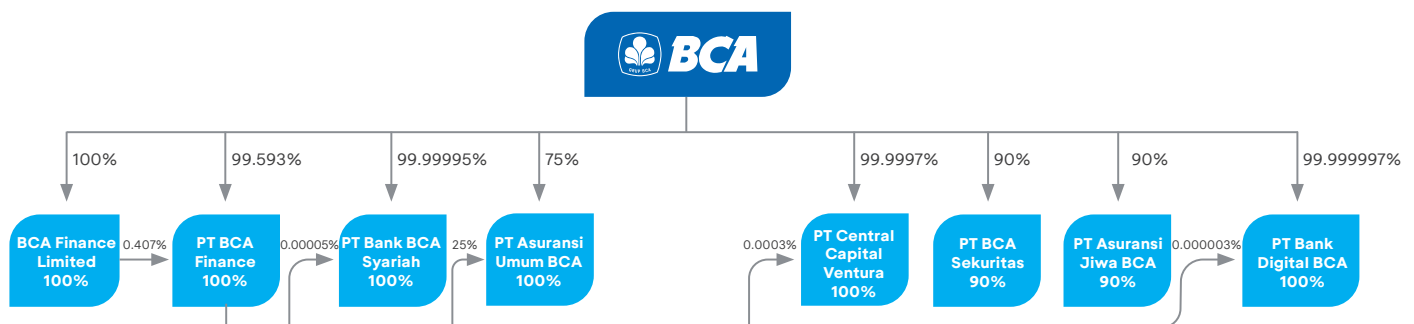 GRUP BCA
BCA
100%
99.593%
99.99995%
75%
99.9997%
90%
90%
99.999997%
BCA Finance
Limited
100%
0.407%
PT BCA
Finance
100%
0.00005%
PT Bank BCA
Syariah
100%
25%
PT Asuransi
Umum BCA
100%
0.0003%
PT Central
Capital
Ventura
100%
PT BCA
Sekuritas
90%
PT Asuransi
Jiwa BCA
90%
0.000003%
PT Bank
Digital BCA
100%